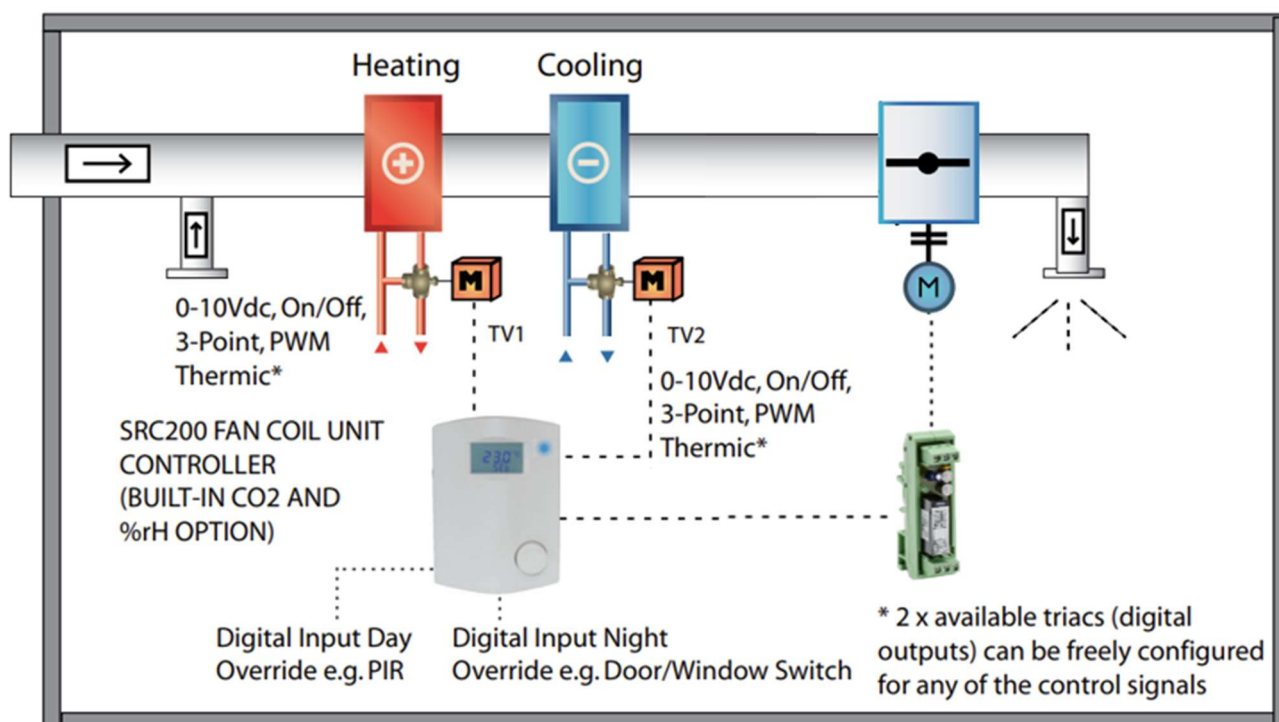 Heating
Cooling
0-10Vdc, On/Off,
3-Point, PWM
Thermic*
M
TV1
M
TV2
0-10Vdc, On/Off,
3-Point, PWM
Thermic*
M
SRC200 FAN COIL UNIT
CONTROLLER
(BUILT-IN CO2 AND
%rH OPTION)
23.0
Digital Input Day
Override e.g. PIR
Digital Input Night
Override e.g. Door/Window Switch
* 2 x available triacs (digital
outputs) can be freely configured
for any of the control signals